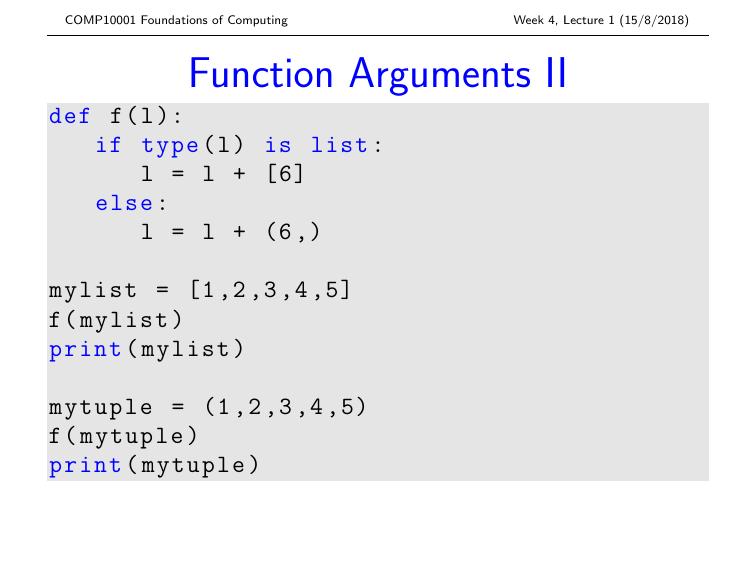 COMP10001 Foundations of Computing
Week 4, Lecture 1 (15/8/2018)
Function Arguments II
def f(l):
   if type(l) is list:
      l = l + [6]
   else:
      l = l + (6,)

mylist = [1,2,3,4,5]
f(mylist)
print(mylist)

mytuple = (1,2,3,4,5)
f(mytuple)
print(mytuple)